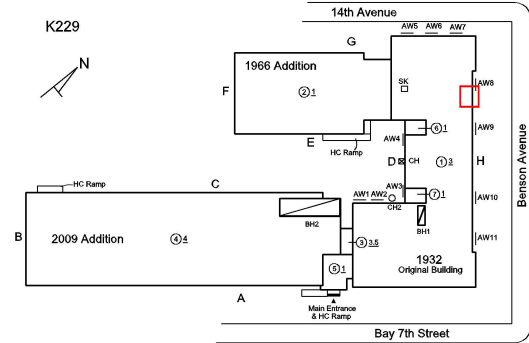 14th Avenue
K229
AW5 AW6 AW7
G
1966 Addition
N
F
② 1
SK
AW8
E
HC Ramp
AW4
⑥ 1
AW9
D
CH
① 3
H
Benson Avenue
HC Ramp
C
AW1 AW2
AW3
CH2
⑦ 1
AW10
BH2
BH1
B
2009 Addition
④ 4
③ 3.5
AW11
⑤ 1
1932
Original Building
A
Main Entrance
& HC Ramp
Bay 7th Street